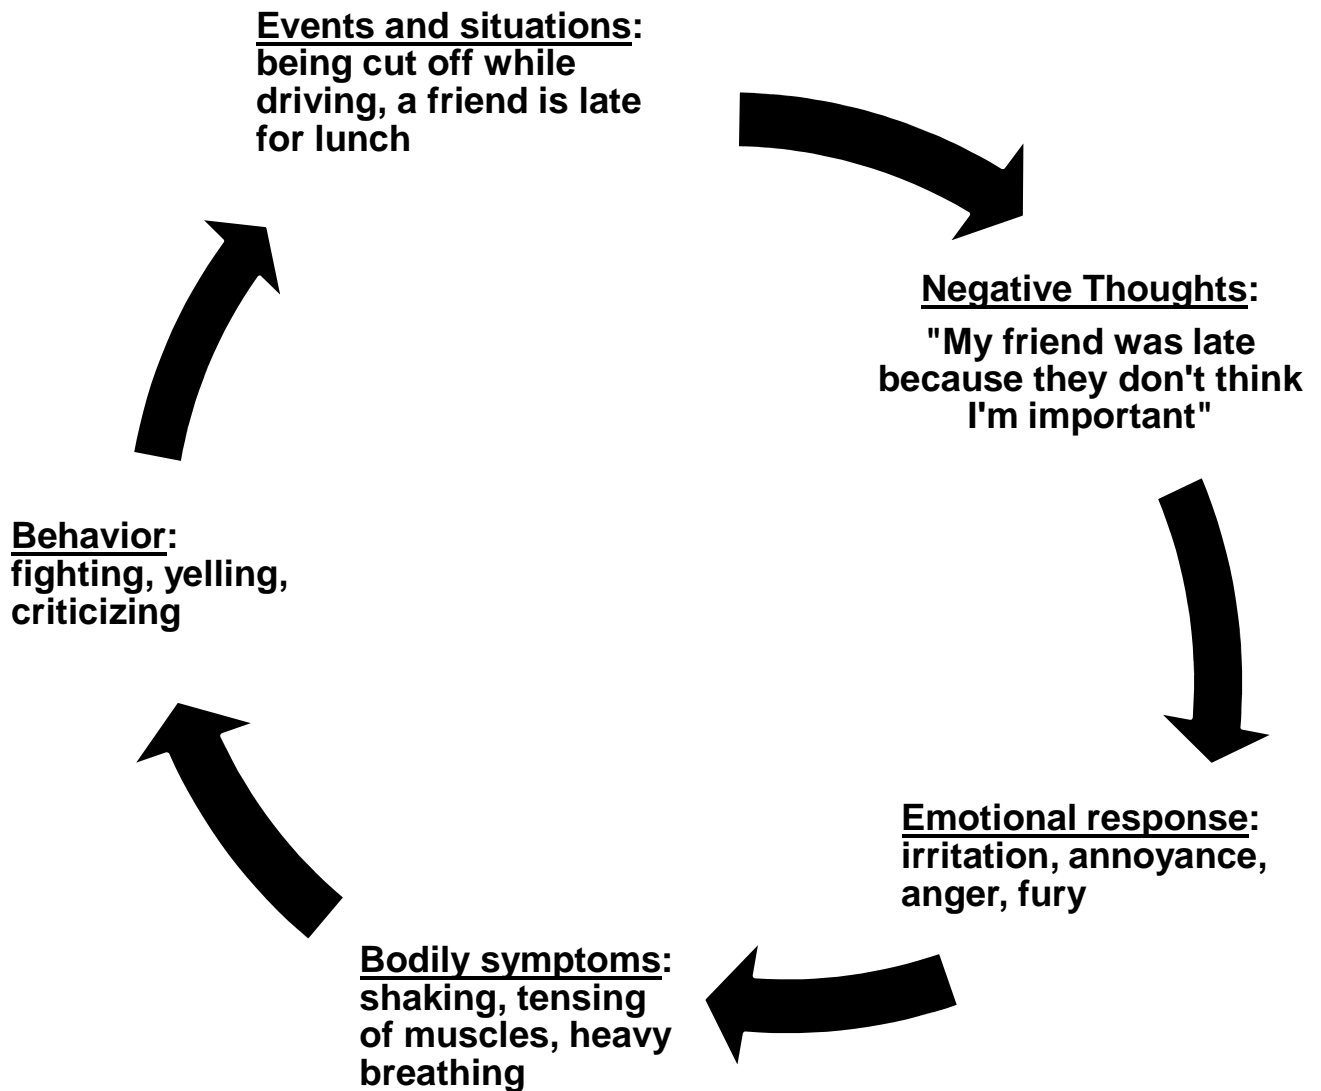 Events and situations:
being cut off while
driving, a friend is late
for lunch
Negative Thoughts:
"My friend was late
because they don't think
I'm important"
Emotional response:
irritation, annoyance,
anger, fury
Bodily symptoms:
shaking, tensing
of muscles, heavy
breathing
Behavior:
fighting, yelling,
criticizing